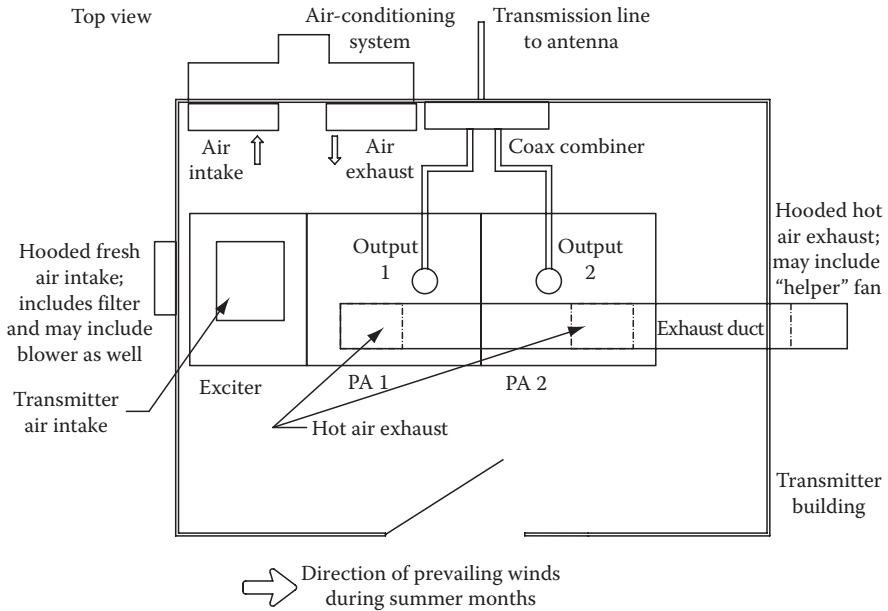 Top view
Air-conditioning
system
Transmission line
to antenna
Air
intake
Air
exhaust
Coax combiner
Hooded fresh
air intake;
includes filter
and may include
blower as well
Output
1
Output
2
Hooded hot
air exhaust;
may include
“helper” fan
Exhaust duct
Exciter
PA 1
PA 2
Transmitter
air intake
Hot air exhaust
Transmitter
building
Direction of prevailing winds
during summer months